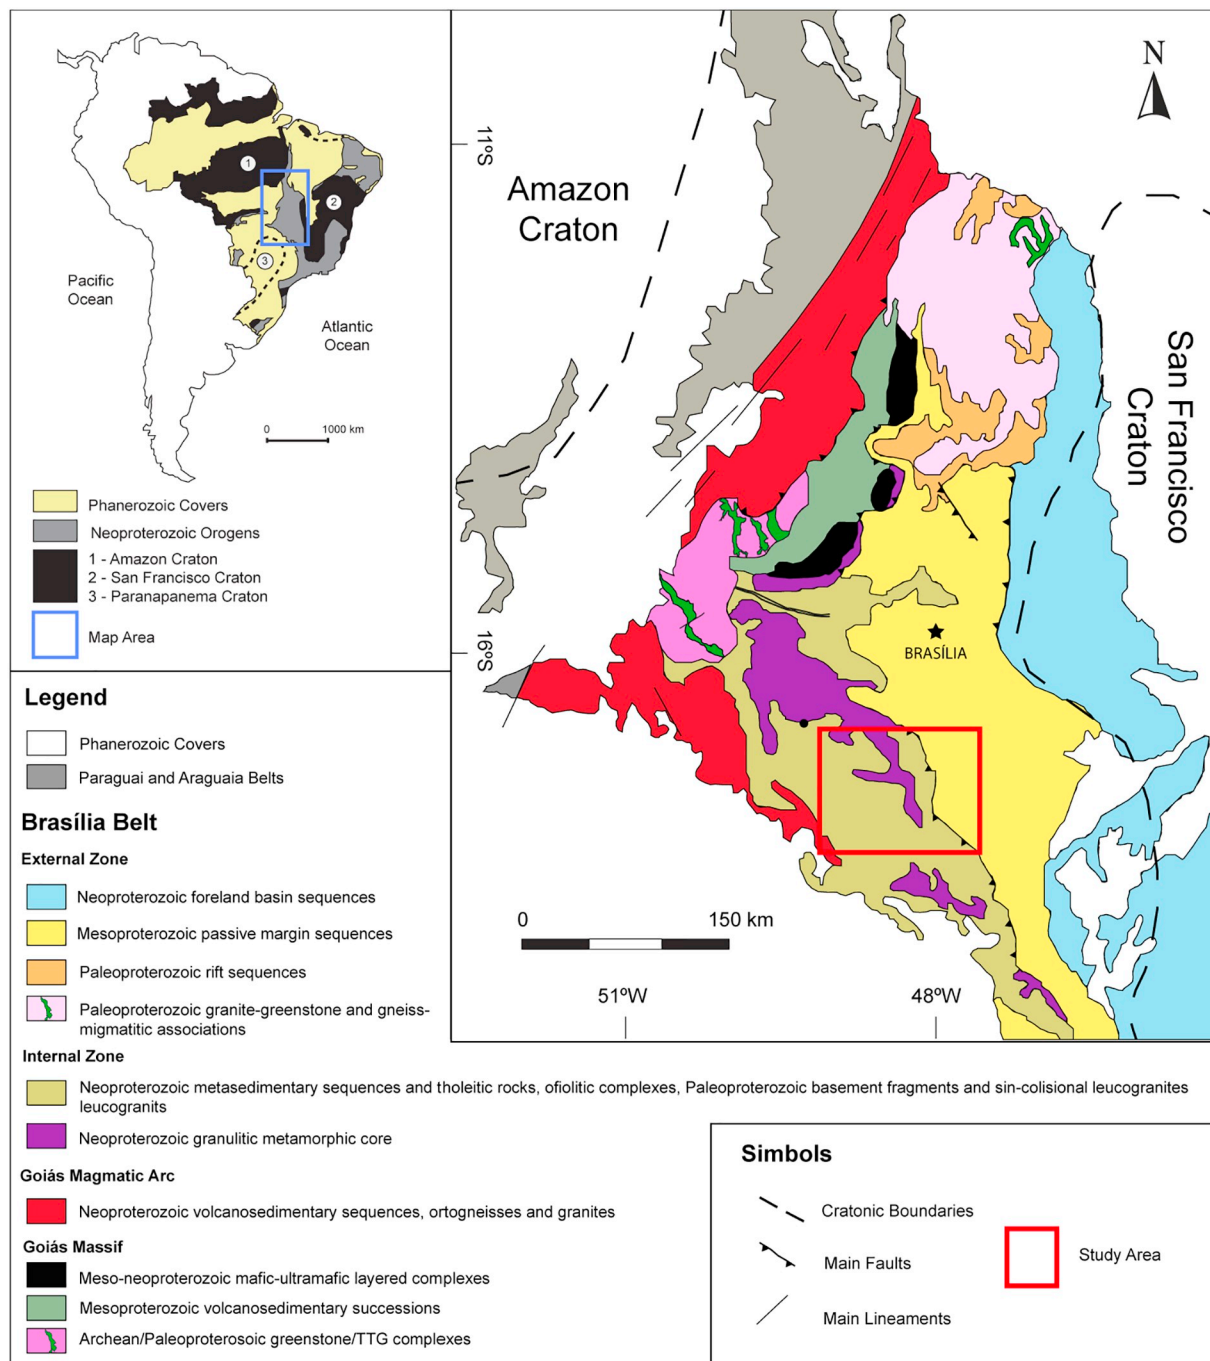 Pacific
Ocean
Atlantic
Ocean
1
2
3
0 1000 km
Phanerozoic Covers
Neoproterozoic Orogens
1 - Amazon Craton
2 - San Francisco Craton
3 - Paranapanema Craton
Map Area
N
11ºS
16ºS
Amazon
Craton
San Francisco
Craton
BRASÍLIA
0 150 km
51ºW 48ºW
Legend
Phanerozoic Covers
Paraguai and Araguaia Belts
Brasília Belt
External Zone
Neoproterozoic foreland basin sequences
Mesoproterozoic passive margin sequences
Paleoproterozoic rift sequences
Paleoproterozoic granite-greenstone and gneiss-
migmatitic associations
Internal Zone
Neoproterozoic metasedimentary sequences and tholeitic rocks, ofiolitic complexes, Paleoproterozoic basement fragments and sin-colisional leucogranites
leucogranits
Neoproterozoic granulitic metamorphic core
Goiás Magmatic Arc
Neoproterozoic volcanosedimentary sequences, ortogneisses and granites
Goiás Massif
Meso-neoproterozoic mafic-ultramafic layered complexes
Mesoproterozoic volcanosedimentary successions
Archean/Paleoproterosoic greenstone/TTG complexes
Simbols
Cratonic Boundaries
Main Faults
Main Lineaments
Study Area